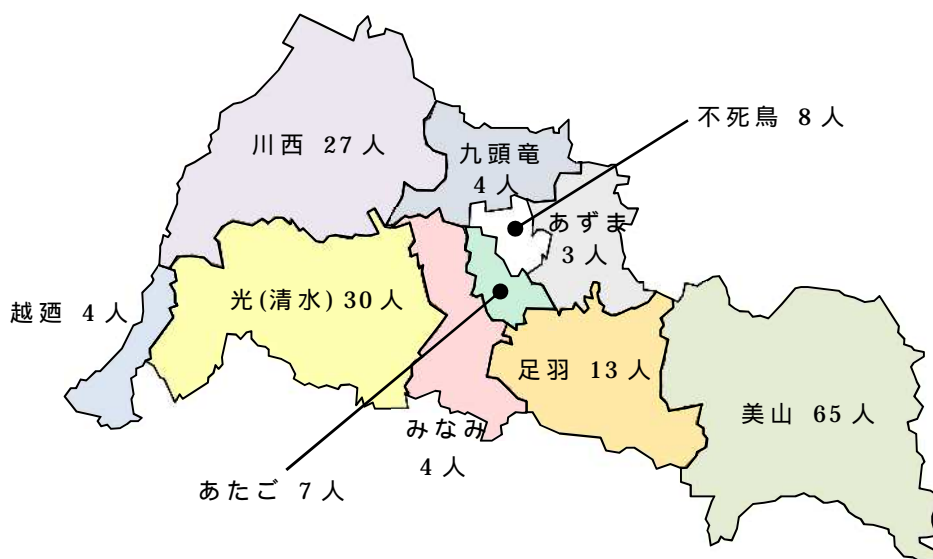 不死鳥 8人
川西 27人
九頭竜
4人
あずま
3人
越廼 4人
光(清水) 30人
足羽 13人
美山 65人
みなみ
4人
あたご 7人